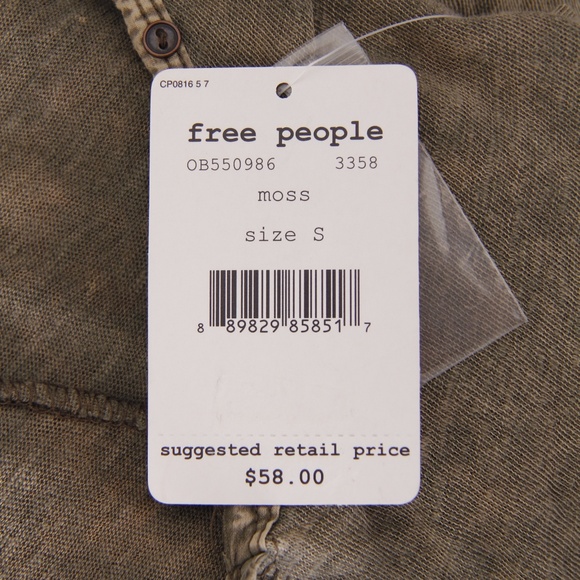 CP0816 5 7
free people
OB550986 3358
moss
size S
8 89829 85851 7
suggested retail price
$58.00